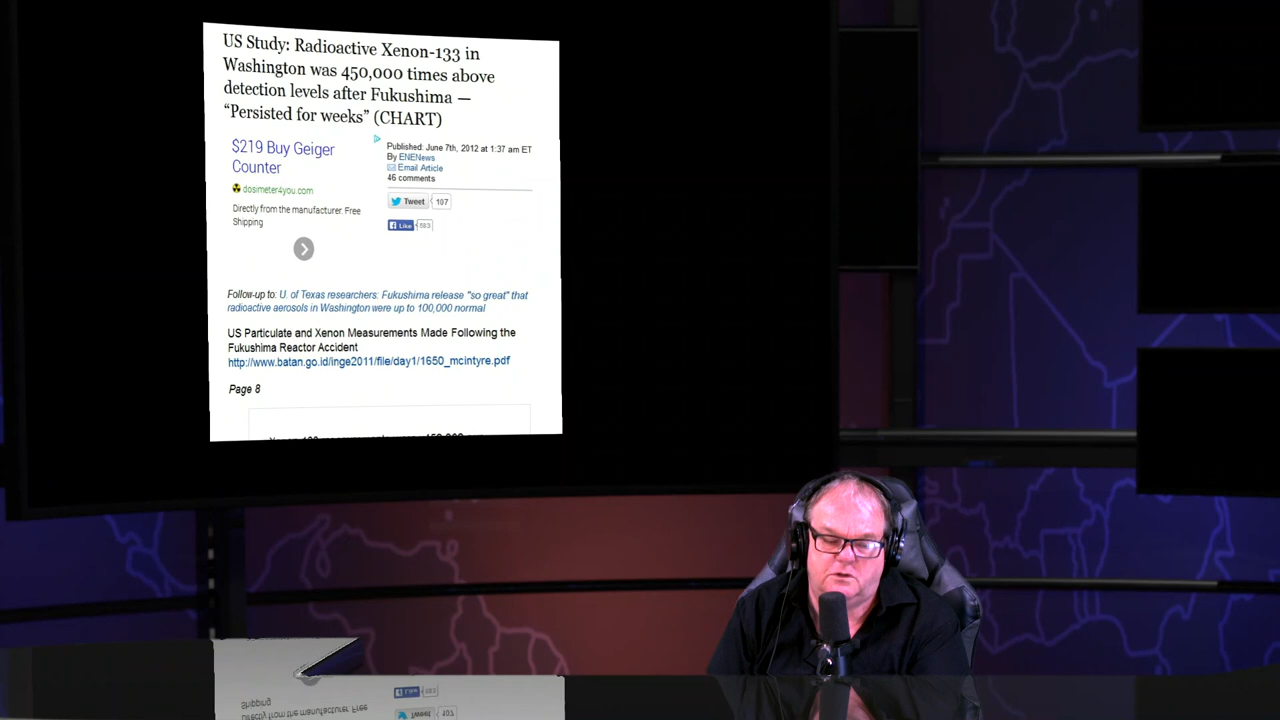 US Study: Radioactive Xenon-133 in
Washington was 450,000 times above
detection levels after Fukushima —
“Persisted for weeks” (CHART)
$219 Buy Geiger
Counter
dosimeter4you.com
Directly from the manufacturer. Free
Shipping
Published: June 7th, 2012 at 1:37 am ET
By ENENews
Email Article
46 comments
Tweet 107
Like 583
Follow-up to: U. of Texas researchers: Fukushima release "so great" that
radioactive aerosols in Washington were up to 100,000 normal
US Particulate and Xenon Measurements Made Following the
Fukushima Reactor Accident
http://www.batan.go.id/inge2011/file/day1/1650_mcintyre.pdf
Page 8